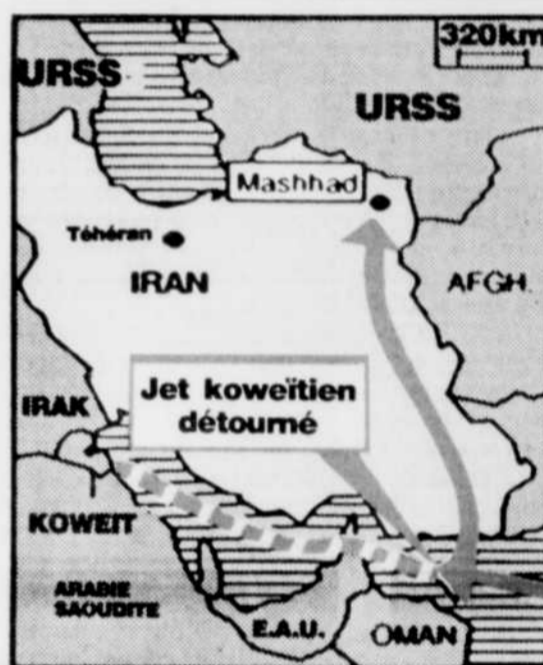 320km
URSS
URSS
Mashhad
Téhéran
IRAN
AFGH.
Jet koweïtien
détourné
IRAK
KOWEIT
ARABIE
SAOUDITE
E.A.U.
OMAN